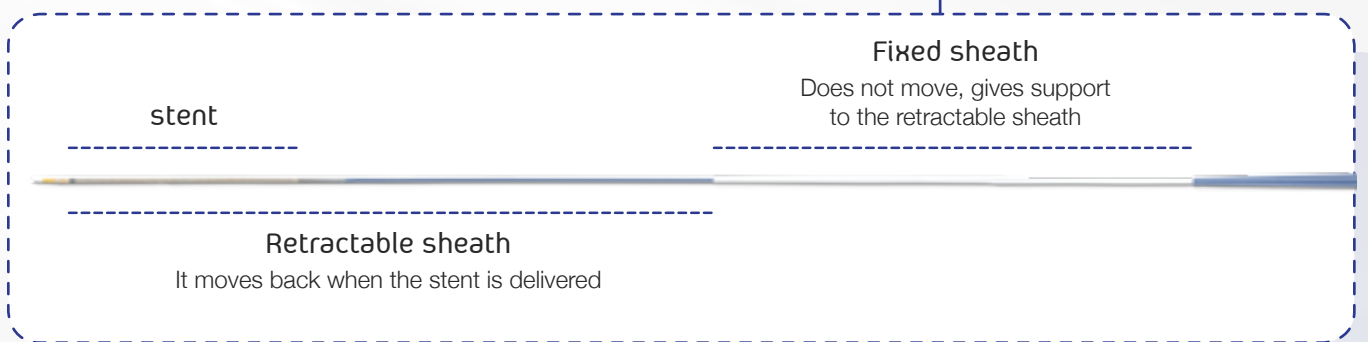 Fixed sheath
Does not move, gives support
to the retractable sheath
stent
Retractable sheath
It moves back when the stent is delivered